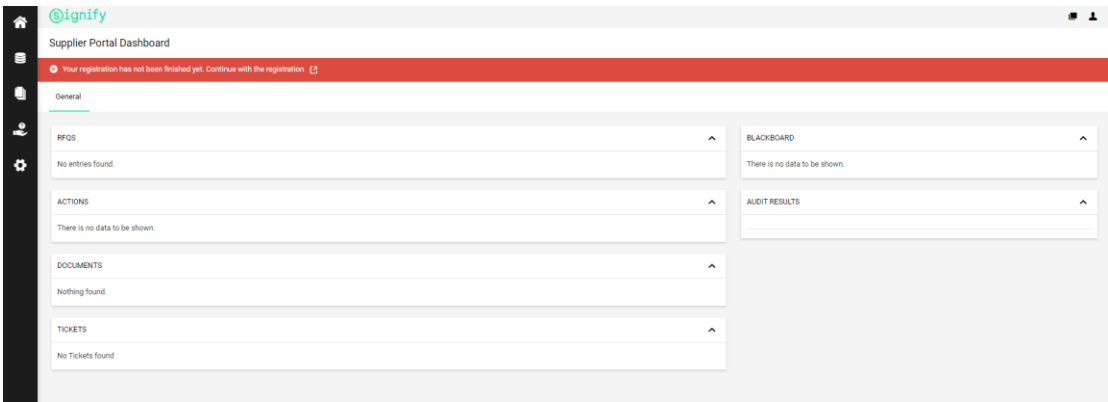 Signify
Supplier Portal Dashboard
Your registration has not been finished yet. Continue with the registration
General
RFQS
No entries found.
ACTIONS
There is no data to be shown.
DOCUMENTS
Nothing found.
TICKETS
No Tickets found
BLACKBOARD
There is no data to be shown.
AUDIT RESULTS